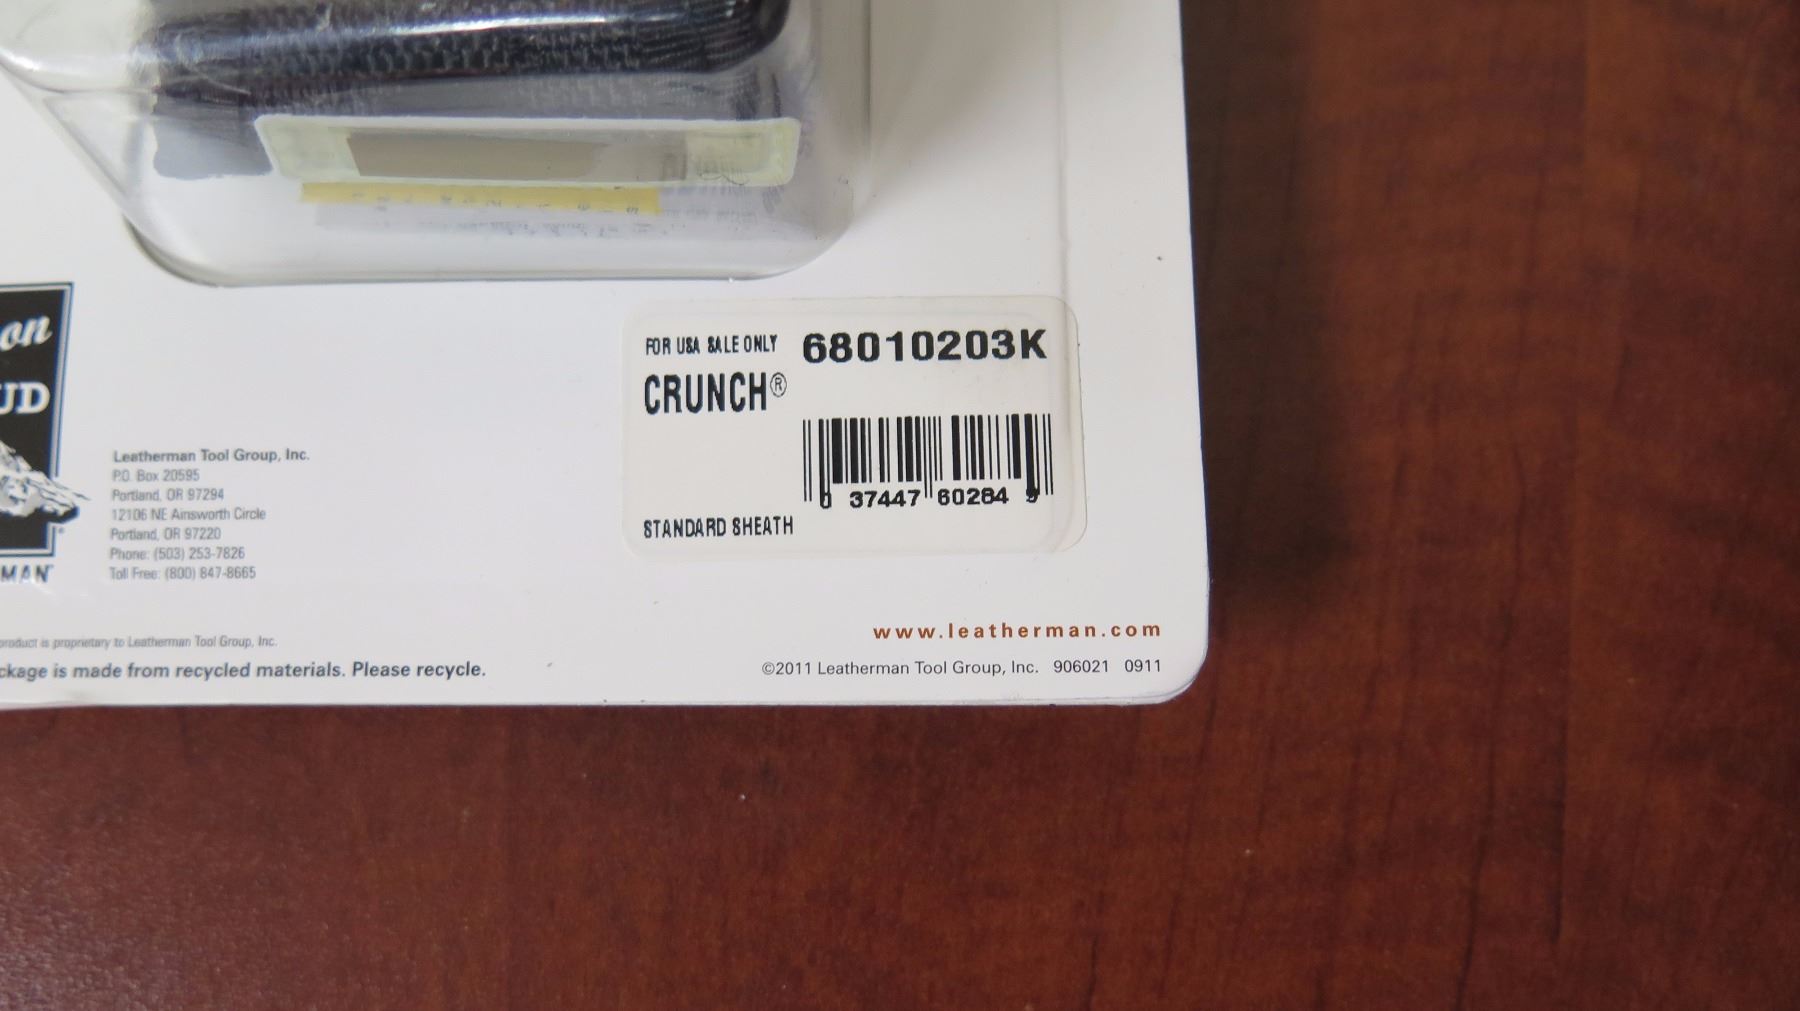 on
UD
MAN
Leatherman Tool Group, Inc.
P.O. Box 20595
Portland, OR 97294
12106 NE Ainsworth Circle
Portland, OR 97220
Phone: (503) 253-7826
Toll Free: (800) 847-8665
FOR USA SALE ONLY 68010203K
CRUNCH®
0 37447 60284 9
STANDARD SHEATH
product is proprietary to Leatherman Tool Group, Inc.
ckage is made from recycled materials. Please recycle.
www.leatherman.com
©2011 Leatherman Tool Group, Inc. 906021 0911